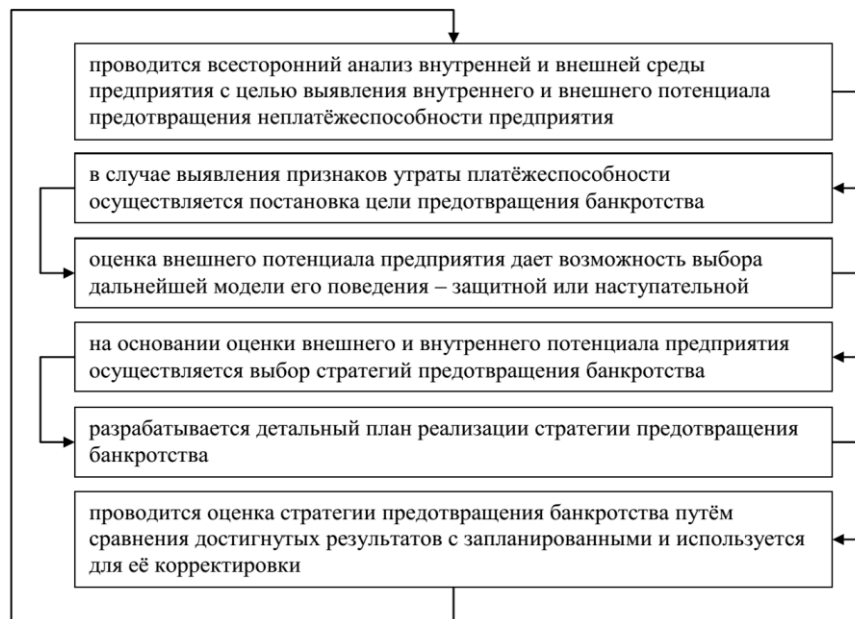 проводится всесторонний анализ внутренней и внешней среды
предприятия с целью выявления внутреннего и внешнего потенциала
предотвращения неплатёжеспособности предприятия
в случае выявления признаков утраты платёжеспособности
осуществляется постановка цели предотвращения банкротства
оценка внешнего потенциала предприятия дает возможность выбора
дальнейшей модели его поведения – защитной или наступательной
на основании оценки внешнего и внутреннего потенциала предприятия
осуществляется выбор стратегий предотвращения банкротства
разрабатывается детальный план реализации стратегии предотвращения
банкротства
проводится оценка стратегии предотвращения банкротства путём
сравнения достигнутых результатов с запланированными и используется
для её корректировки